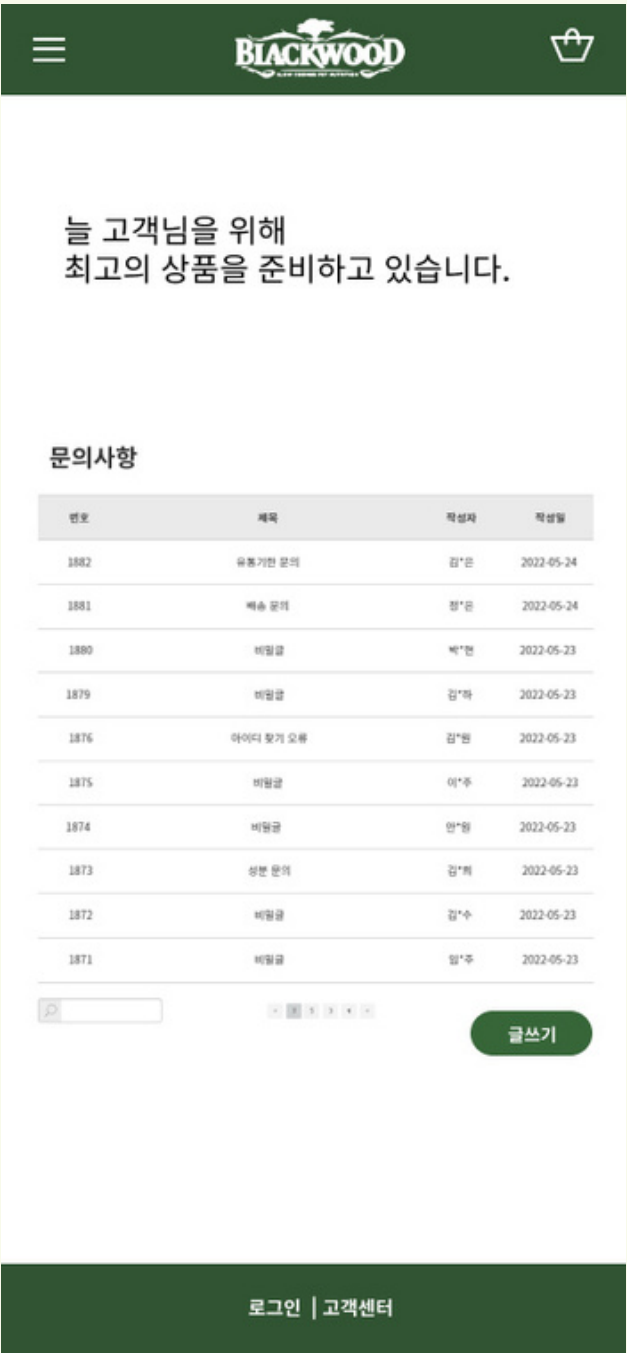 BLACKWOOD
SLOW COOKED PET NUTRITION
늘 고객님을 위해
최고의 상품을 준비하고 있습니다.
문의사항
번호 제목 작성자 작성일
1882 유통기한 문의 김*은 2022-05-24
1881 배송 문의 정*은 2022-05-24
1880 비밀글 박*현 2022-05-23
1879 비밀글 김*하 2022-05-23
1876 아이디 찾기 오류 김*원 2022-05-23
1875 비밀글 이*주 2022-05-23
1874 비밀글 안*원 2022-05-23
1873 성분 문의 김*희 2022-05-23
1872 비밀글 김*수 2022-05-23
1871 비밀글 임*주 2022-05-23
글쓰기
로그인 | 고객센터